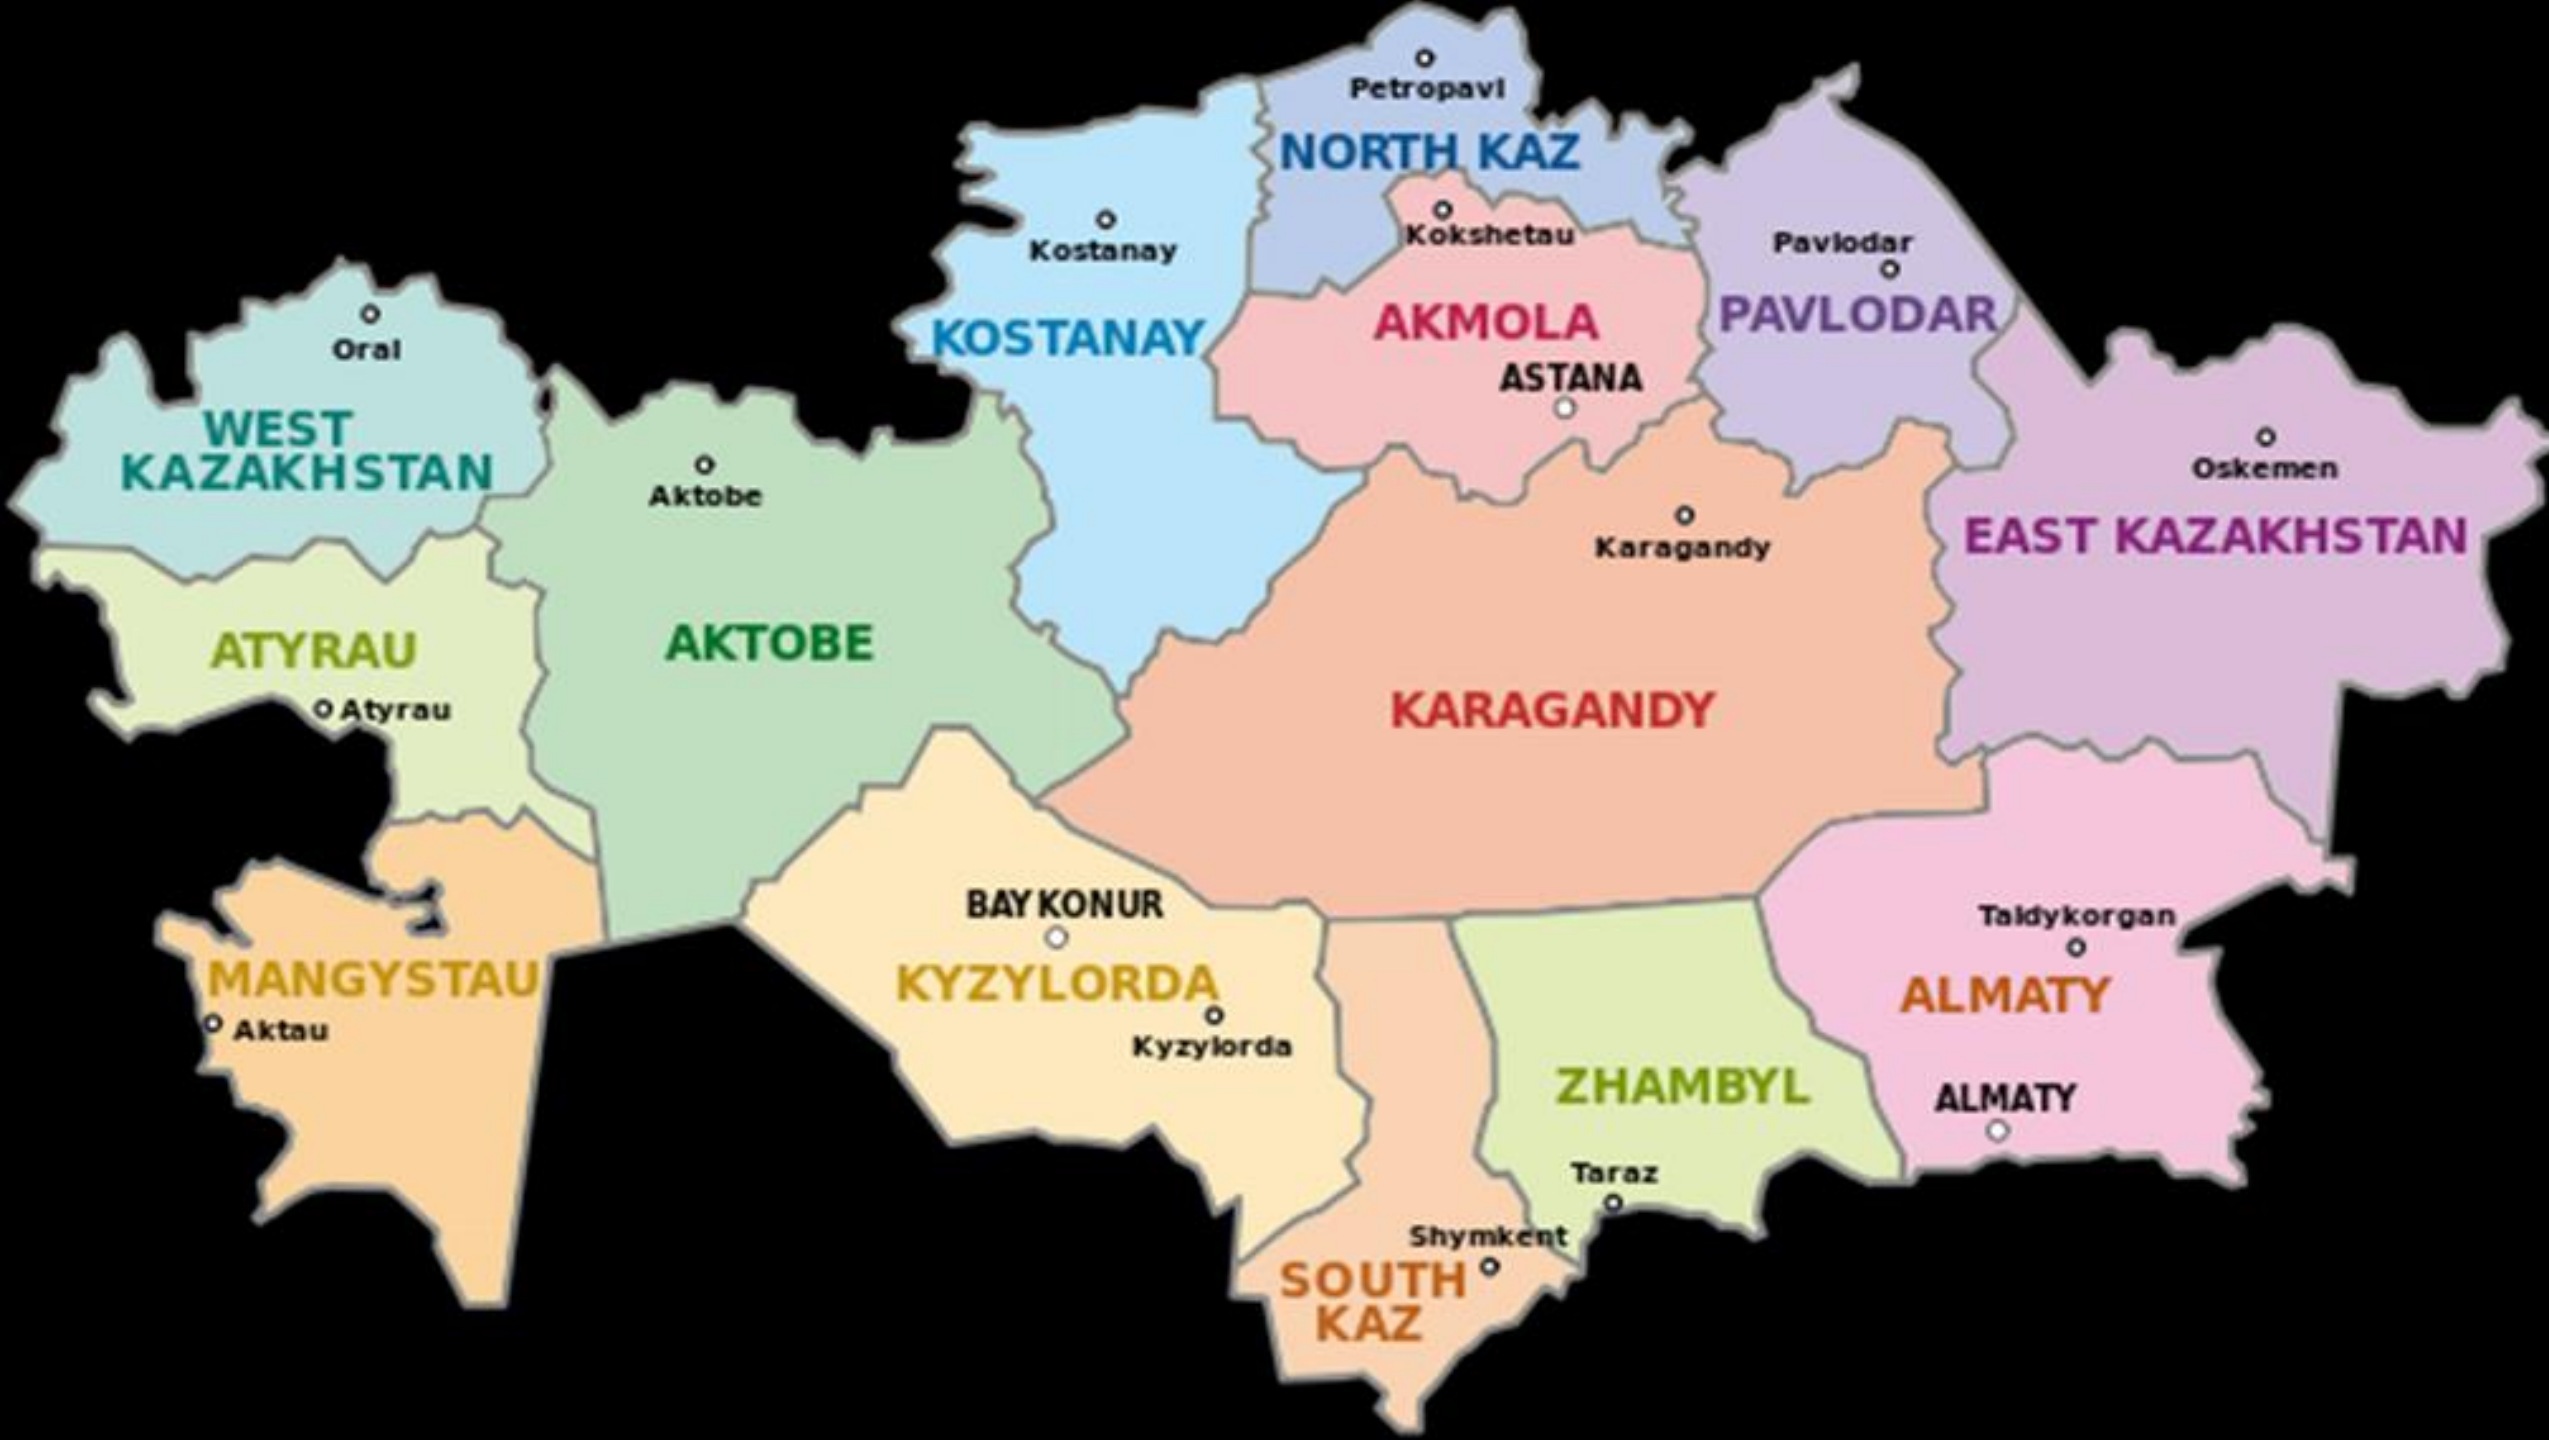 Petropavl
NORTH KAZ
Kokshetau
Kostanay
KOSTANAY
Pavlodar
PAVLODAR
AKMOLA
ASTANA
Oral
WEST
KAZAKHSTAN
Aktobe
AKTOBE
Oskemen
EAST KAZAKHSTAN
Karagandy
KARAGANDY
ATYRAU
Atyrau
BAYKONUR
KYZYLORDA
Kyzylorda
MANGYSTAU
Aktau
Taldykorgan
ALMATY
ALMATY
ZHAMBYL
Taraz
Shymkent
SOUTH
KAZ